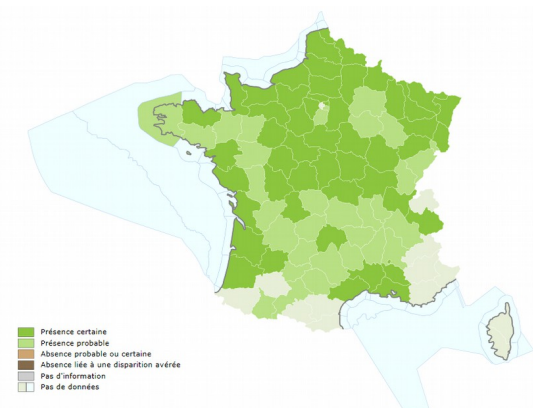 Présence certaine
Présence probable
Absence probable ou certaine
Absence liée à une disparition avérée
Pas d'information
Pas de données